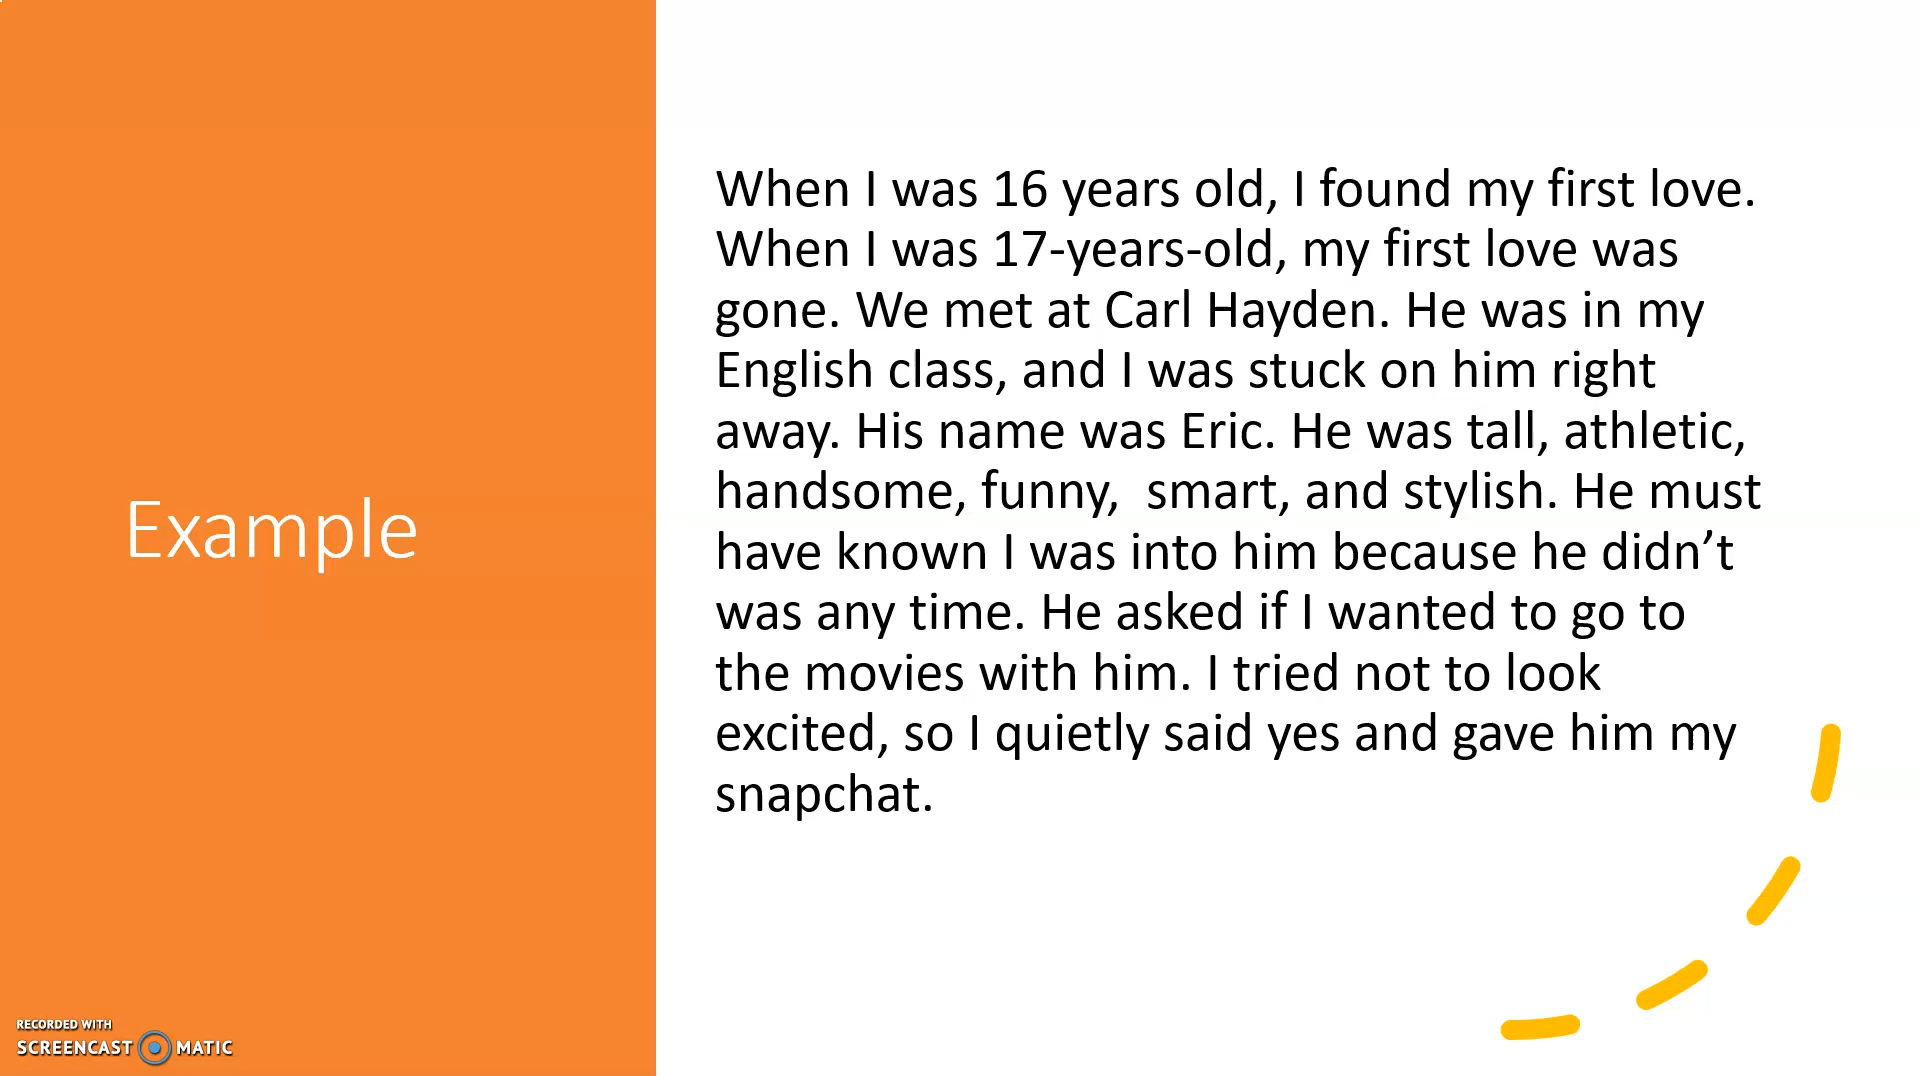 Example
When I was 16 years old, I found my first love.
When I was 17-years-old, my first love was
gone. We met at Carl Hayden. He was in my
English class, and I was stuck on him right
away. His name was Eric. He was tall, athletic,
handsome, funny,  smart, and stylish. He must
have known I was into him because he didn’t
was any time. He asked if I wanted to go to
the movies with him. I tried not to look
excited, so I quietly said yes and gave him my
snapchat.
RECORDED WITH
SCREENCAST MATIC